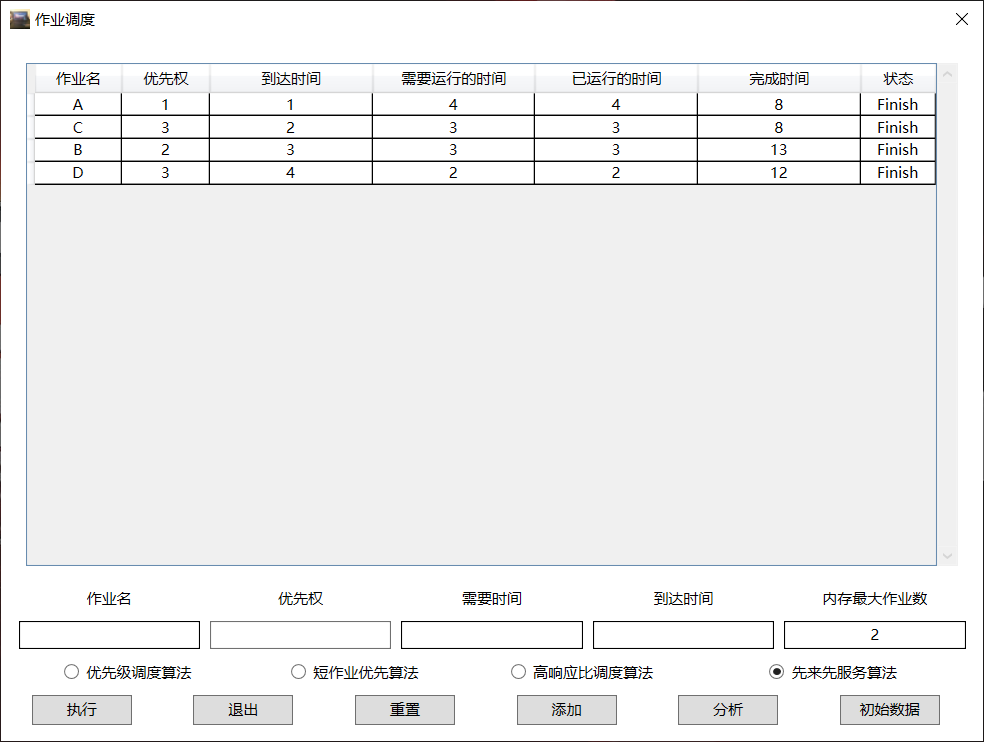 作业调度
作业名 优先权 到达时间 需要运行的时间 已运行的时间 完成时间 状态
A 1 1 4 4 8 Finish
C 3 2 3 3 8 Finish
B 2 3 3 3 13 Finish
D 3 4 2 2 12 Finish
作业名 优先权 需要时间 到达时间 内存最大作业数
2
优先级调度算法 短作业优先算法 高响应比调度算法 先来先服务算法
执行 退出 重置 添加 分析 初始数据